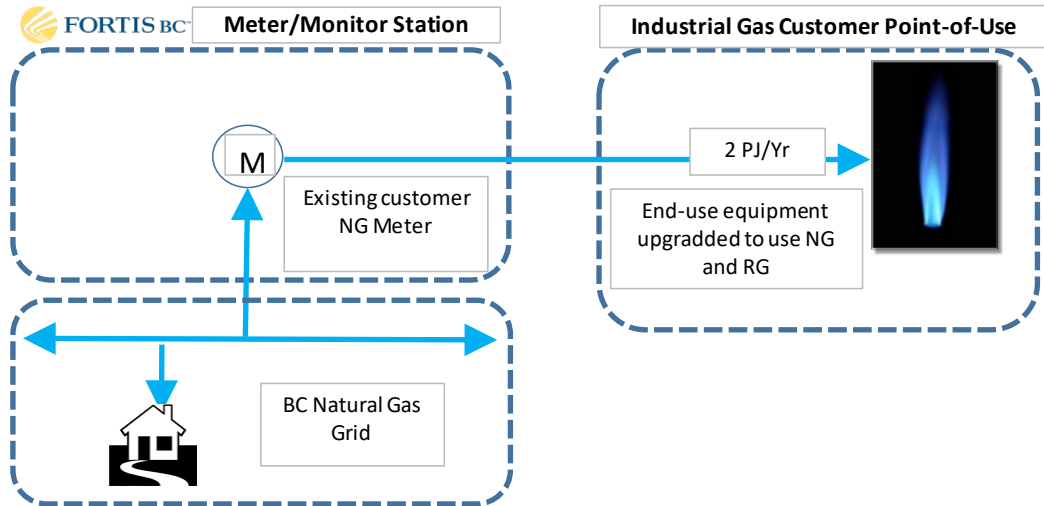 FORTIS BC™
Meter/Monitor Station
Industrial Gas Customer Point-of-Use
M
2 PJ/Yr
Existing customer
NG Meter
End-use equipment
upgradded to use NG
and RG
BC Natural Gas
Grid